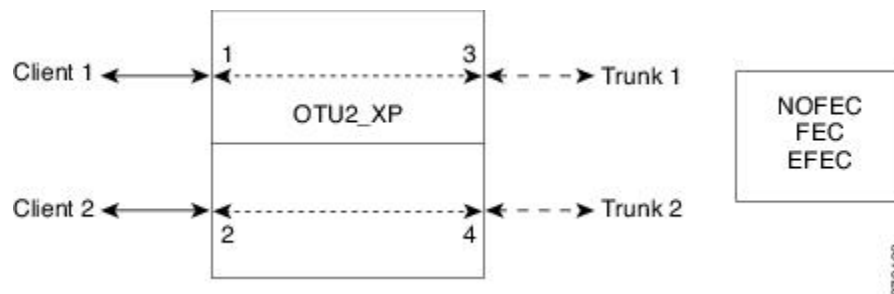 1 3
Client 1 Trunk 1
OTU2_XP
Client 2 Trunk 2
2 4
NOFEC
FEC
EFEC